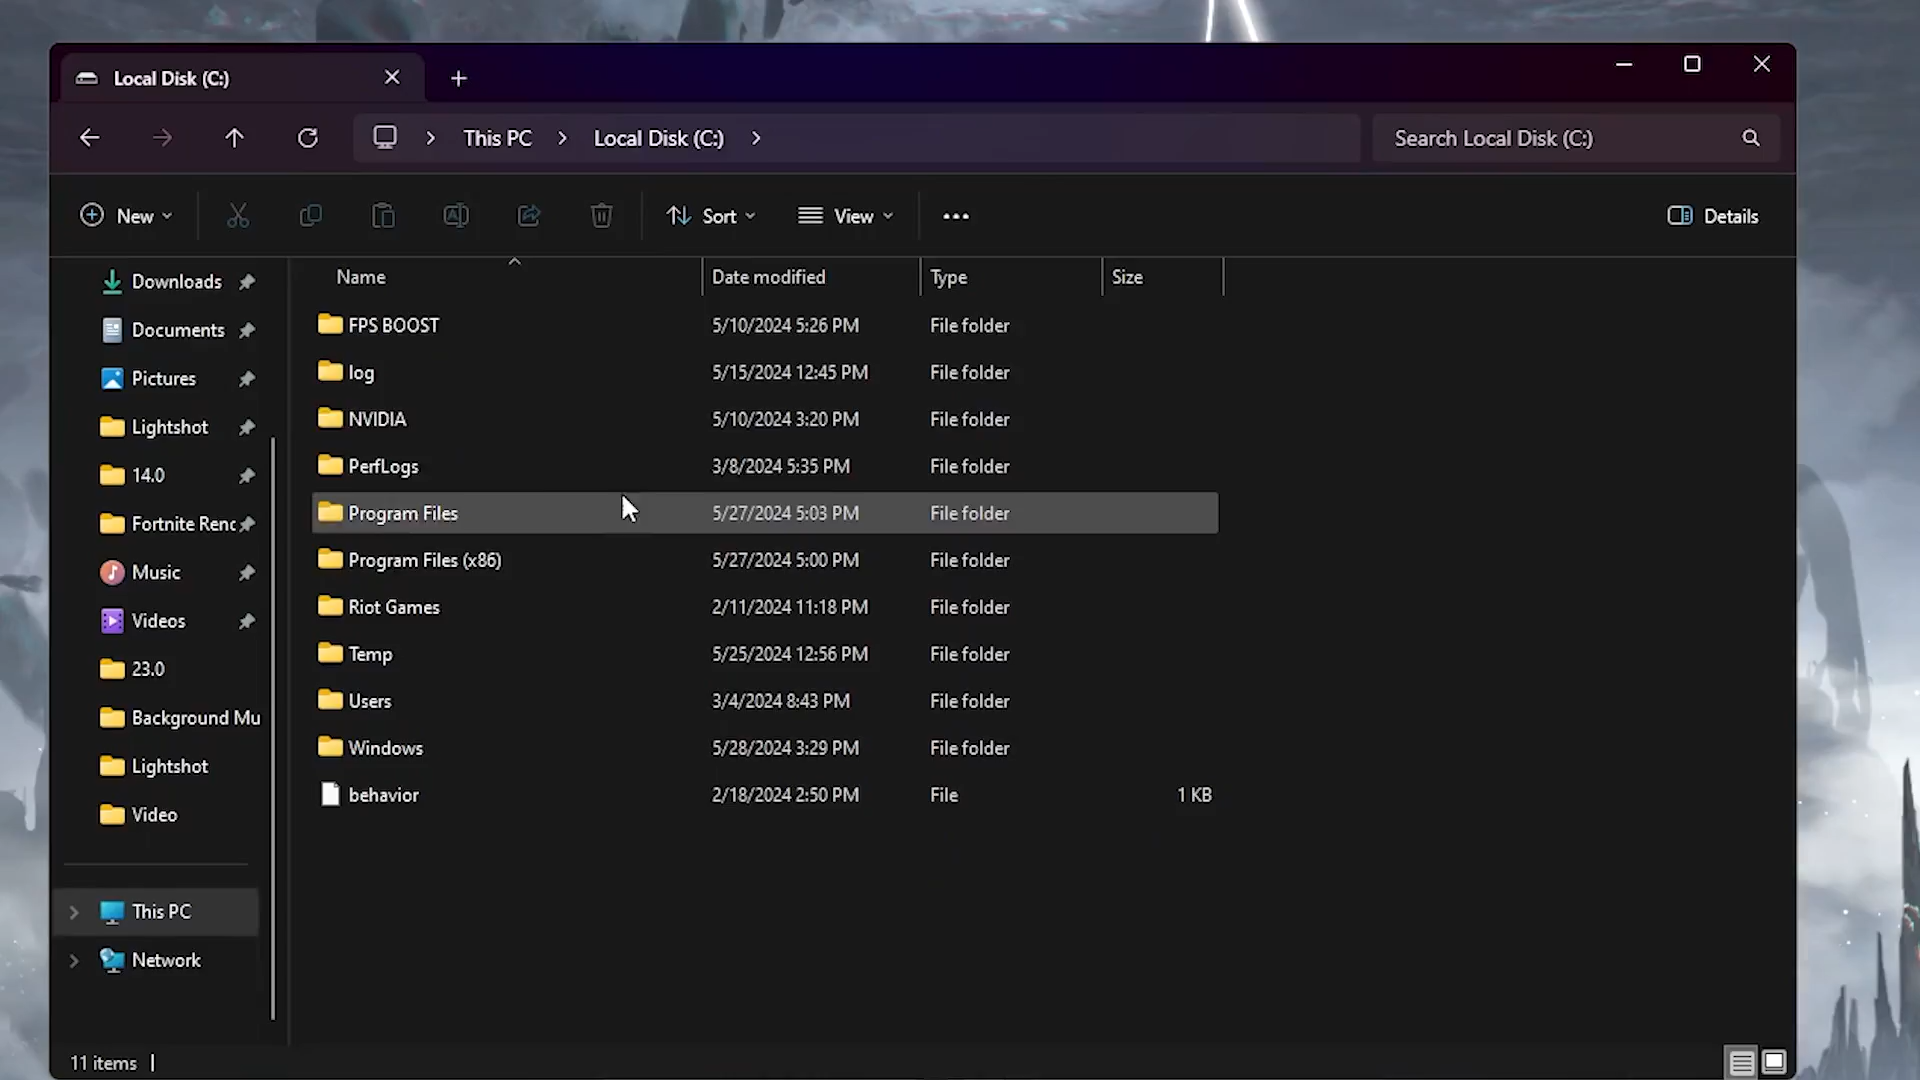 Local Disk (C:)
This PC Local Disk (C:)
Search Local Disk (C:)
New
Sort
View
Details
Downloads
Documents
Pictures
Lightshot
14.0
Fortnite Renc
Music
Videos
23.0
Background Mu
Lightshot
Video
This PC
Network
Name Date modified Type Size
FPS BOOST 5/10/2024 5:26 PM File folder
log 5/15/2024 12:45 PM File folder
NVIDIA 5/10/2024 3:20 PM File folder
PerfLogs 3/8/2024 5:35 PM File folder
Program Files 5/27/2024 5:03 PM File folder
Program Files (x86) 5/27/2024 5:00 PM File folder
Riot Games 2/11/2024 11:18 PM File folder
Temp 5/25/2024 12:56 PM File folder
Users 3/4/2024 8:43 PM File folder
Windows 5/28/2024 3:29 PM File folder
behavior 2/18/2024 2:50 PM File 1 KB
11 items